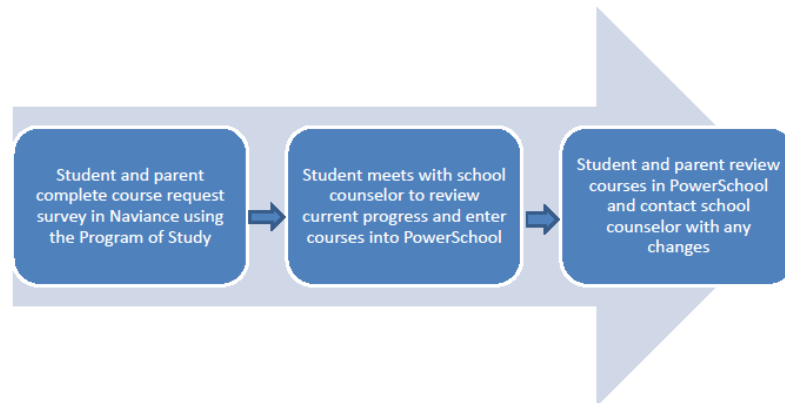 Student and parent
complete course request
survey in Naviance using
the Program of Study
Student meets with school
counselor to review
current progress and enter
courses into PowerSchool
Student and parent review
courses in PowerSchool
and contact school
counselor with any
changes